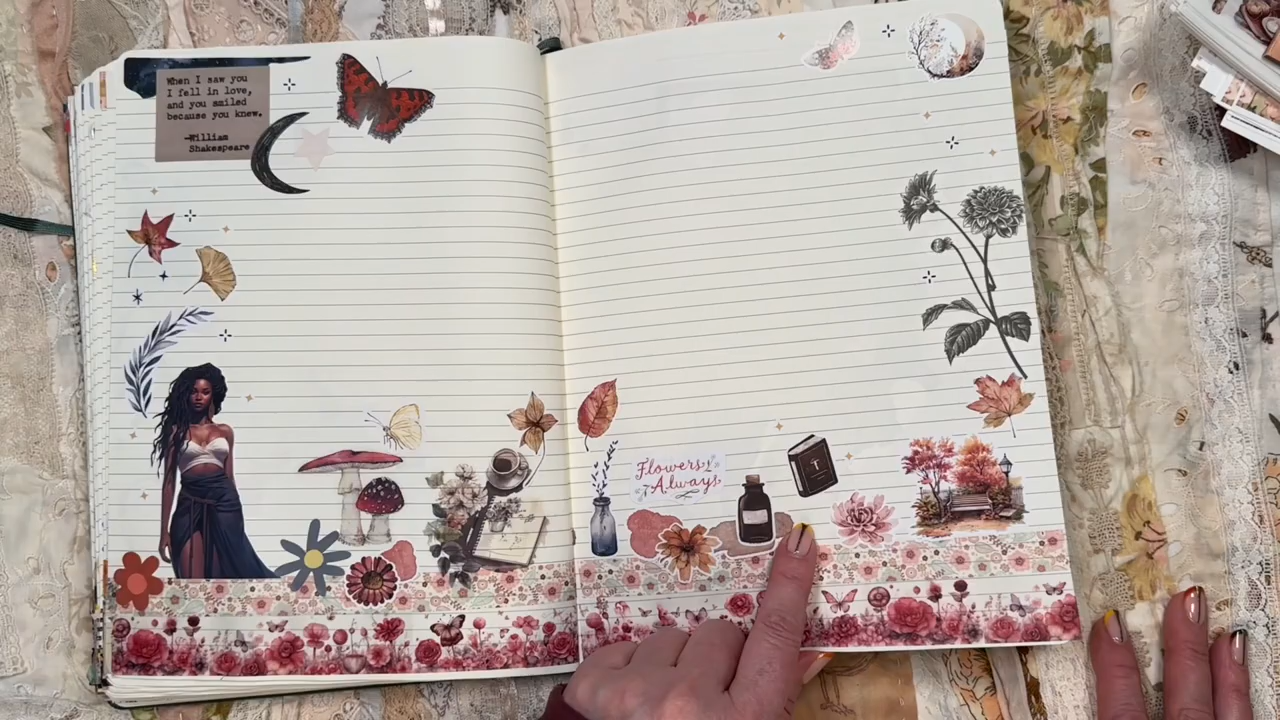 When I saw you
I fell in love,
and you smiled
because you knew.
—William
Shakespeare
Flowers
Always